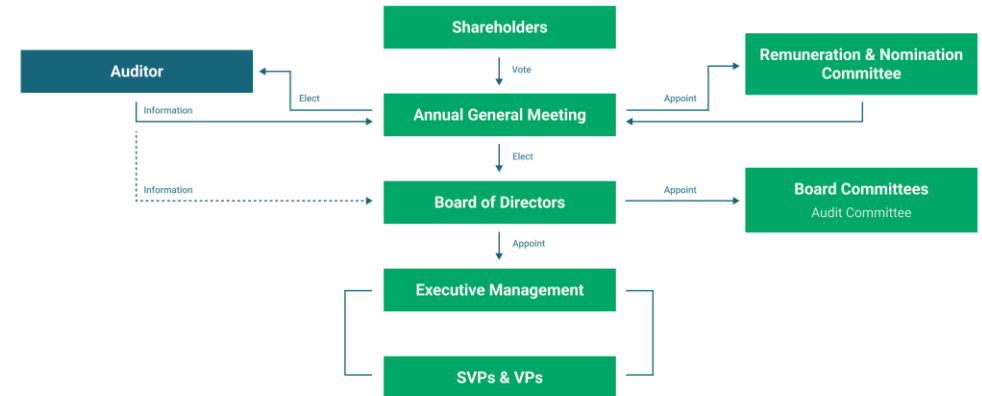 Shareholders
Auditor
Remuneration & Nomination
Committee
Vote
Elect
Appoint
Information
Annual General Meeting
Elect
Information
Board of Directors
Appoint
Board Committees
Audit Committee
Appoint
Executive Management
SVPs & VPs